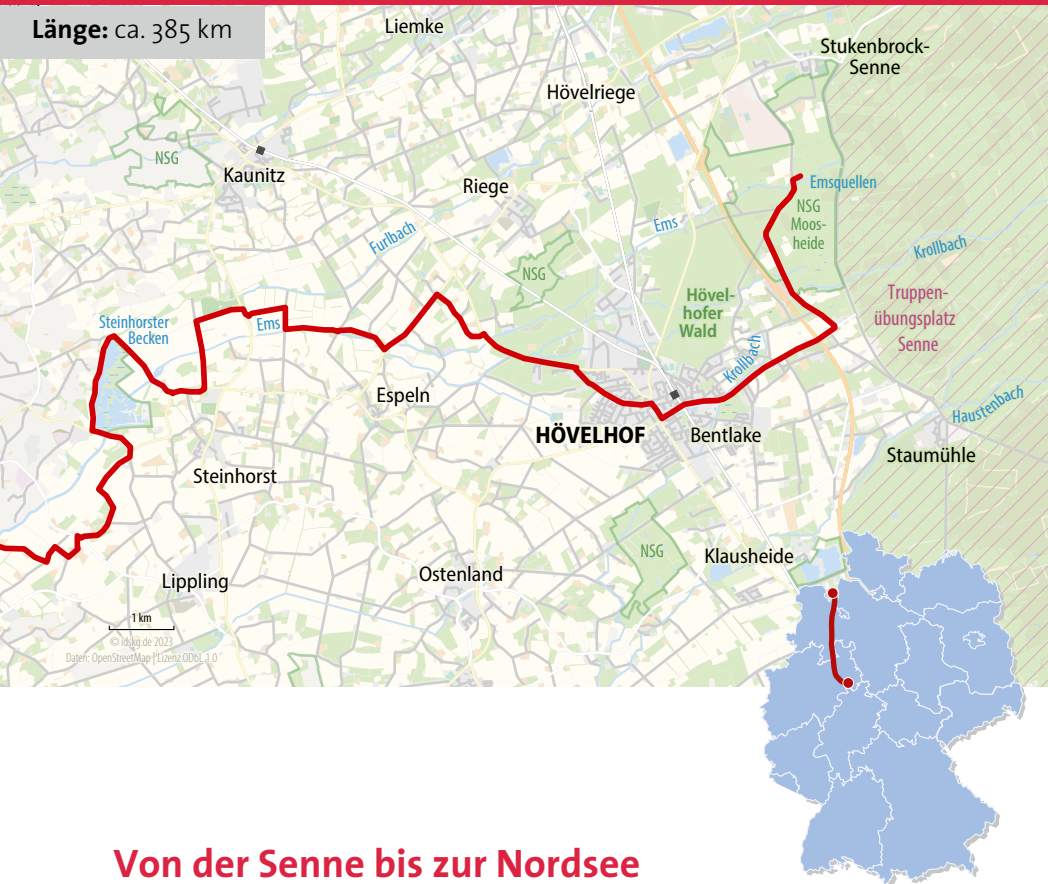 Länge: ca. 385 km
Liemke
Stukenbrock-
Senne
Hövelriege
NSG
Kaunitz
Riege
Emsquellen
NSG
Moos-
heide
Ems
Furlbach
Krollbach
NSG
Hövel-
hofer
Wald
Truppen-
übungsplatz
Senne
Steinhorster
Becken
Ems
Krollbach
Espeln
Haustenbach
HÖVELHOF
Bentlake
Staumühle
Steinhorst
NSG
Klausheide
Ostenland
Lippling
1 km
© idskg.de 2023
Daten: OpenStreetMap | Lizenz ODbL 1.0
Von der Senne bis zur Nordsee